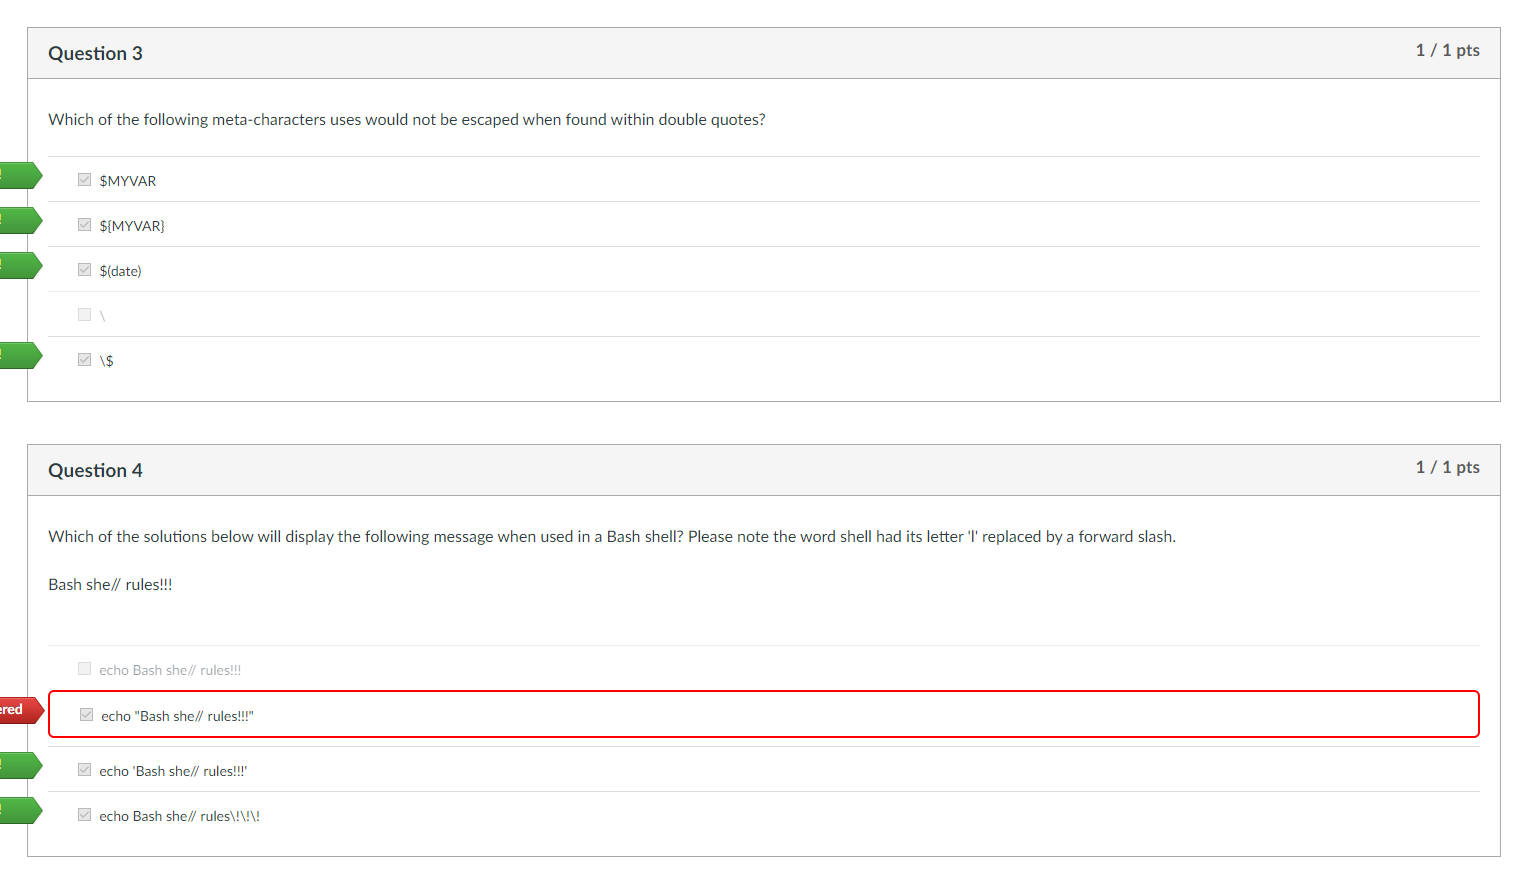 Question 3
1 / 1 pts
Which of the following meta-characters uses would not be escaped when found within double quotes?
!
$MYVAR
!
${MYVAR}
!
$(date)
\
!
\$
Question 4
1 / 1 pts
Which of the solutions below will display the following message when used in a Bash shell? Please note the word shell had its letter 'l' replaced by a forward slash.
Bash she// rules!!!
echo Bash she// rules!!!
ered
echo "Bash she// rules!!!"
!
echo 'Bash she// rules!!!'
!
echo Bash she// rules\!\!\!